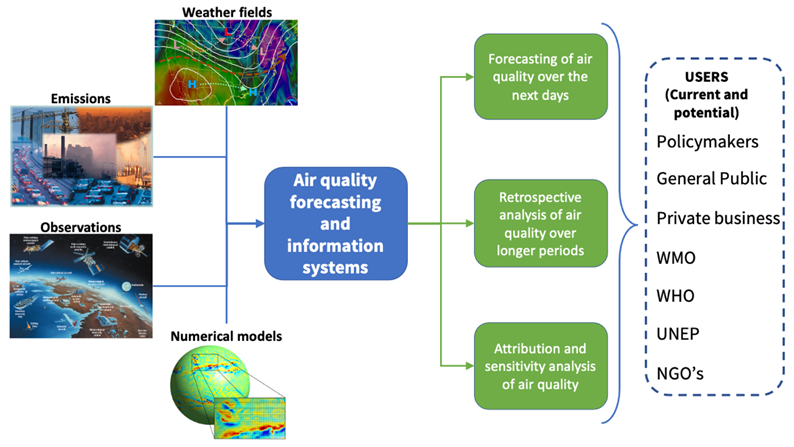 Weather fields
L
L
L
H
H
Emissions
Observations
Numerical models
Air quality
forecasting
and
information
systems
Forecasting of air
quality over the
next days
Retrospective
analysis of air
quality over
longer periods
Attribution and
sensitivity analysis
of air quality
USERS
(Current and
potential)
Policymakers
General Public
Private business
WMO
WHO
UNEP
NGO’s